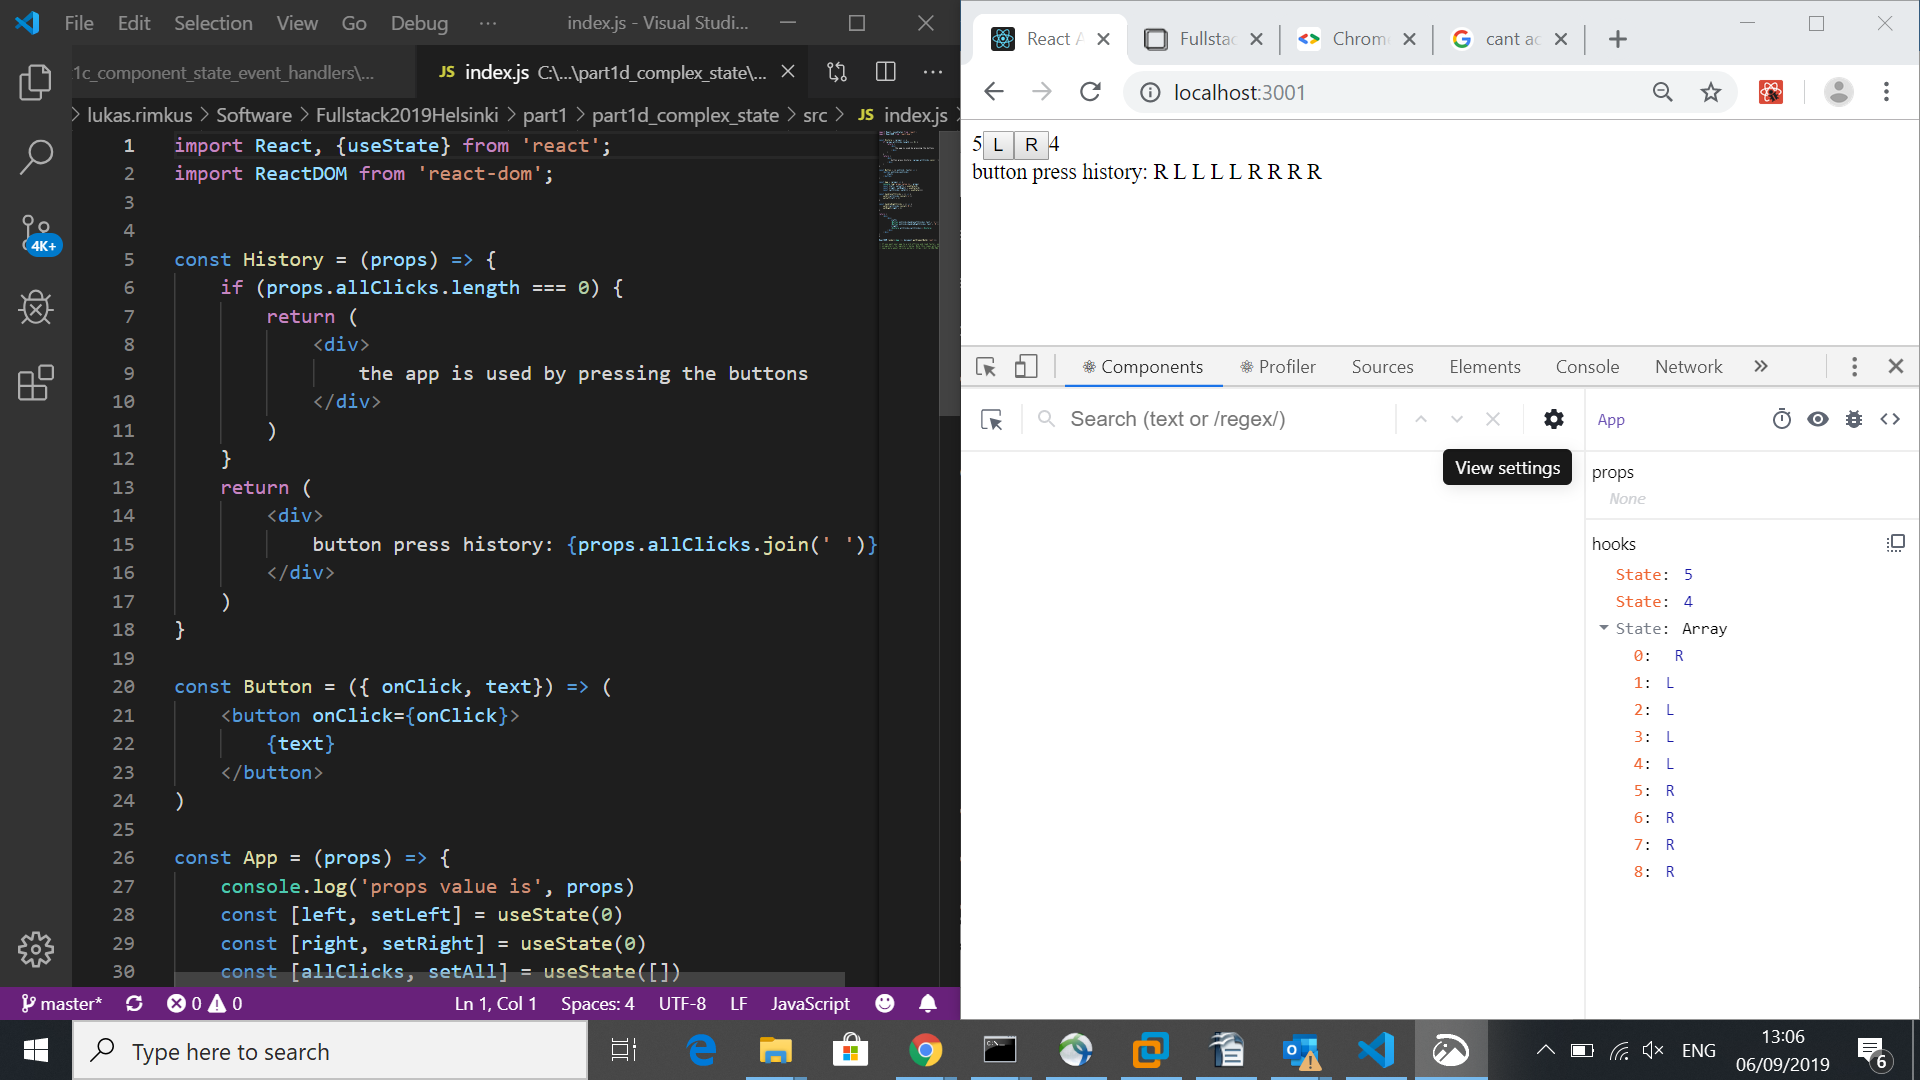 File Edit Selection View Go Debug ··· index.js - Visual Studi...
1c_component_state_event_handlers\... JS index.js C:\...\part1d_complex_state\...
lukas.rimkus > Software > Fullstack2019Helsinki > part1 > part1d_complex_state > src > JS index.js
4K+
1 import React, {useState} from 'react';
2 import ReactDOM from 'react-dom';
3
4
5 const History = (props) => {
6 if (props.allClicks.length === 0) {
7 return (
8 <div>
9 the app is used by pressing the buttons
10 </div>
11 )
12 }
13 return (
14 <div>
15 button press history: {props.allClicks.join(' ')}
16 </div>
17 )
18 }
19
20 const Button = ({ onClick, text}) => (
21 <button onClick={onClick}>
22 {text}
23 </button>
24 )
25
26 const App = (props) => {
27 console.log('props value is', props)
28 const [left, setLeft] = useState(0)
29 const [right, setRight] = useState(0)
30 const [allClicks, setAll] = useState([])
master* 0 0 Ln 1, Col 1 Spaces: 4 UTF-8 LF JavaScript
React A Fullstac Chrome cant ac
localhost:3001
5 L R 4
button press history: R L L L L R R R R
Components Profiler Sources Elements Console Network
Search (text or /regex/)
View settings
App
props
None
hooks
State: 5
State: 4
State: Array
0: R
1: L
2: L
3: L
4: L
5: R
6: R
7: R
8: R
Type here to search
ENG
13:06
06/09/2019
6